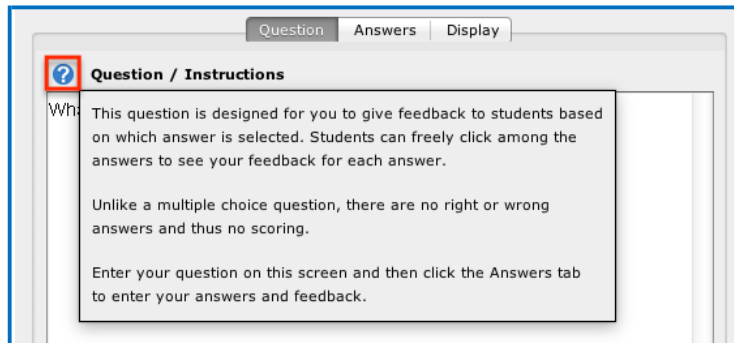 Question Answers Display
? Question / Instructions
Wh
This question is designed for you to give feedback to students based
on which answer is selected. Students can freely click among the
answers to see your feedback for each answer.
Unlike a multiple choice question, there are no right or wrong
answers and thus no scoring.
Enter your question on this screen and then click the Answers tab
to enter your answers and feedback.